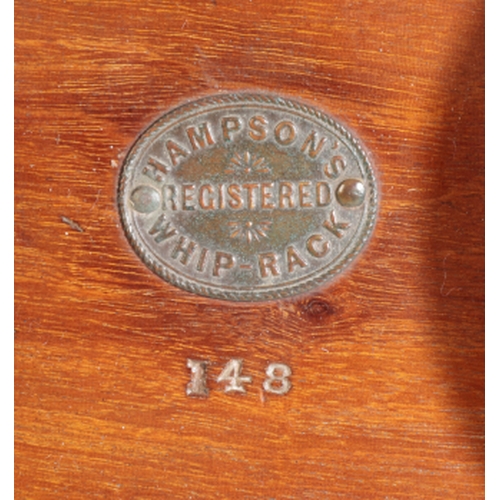 HAMPSON'S
REGISTERED
WHIP-RACK
148